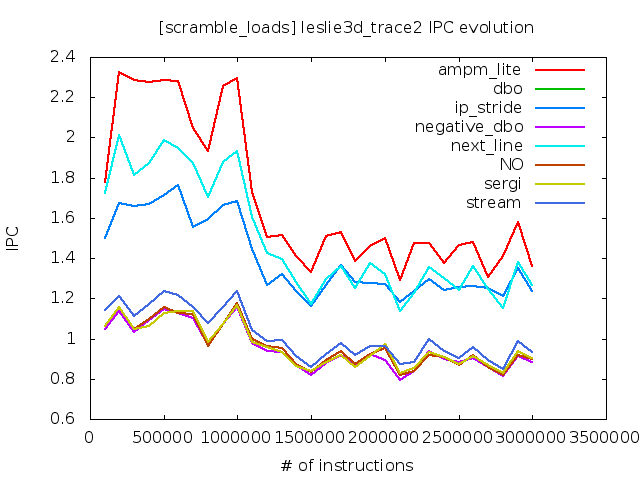 [scramble_loads] leslie3d_trace2 IPC evolution
2.4
2.2
2
1.8
1.6
1.4
1.2
1
0.8
0.6
IPC
ampm_lite
dbo
ip_stride
negative_dbo
next_line
NO
sergi
stream
0 500000 1000000 1500000 2000000 2500000 3000000 3500000
# of instructions